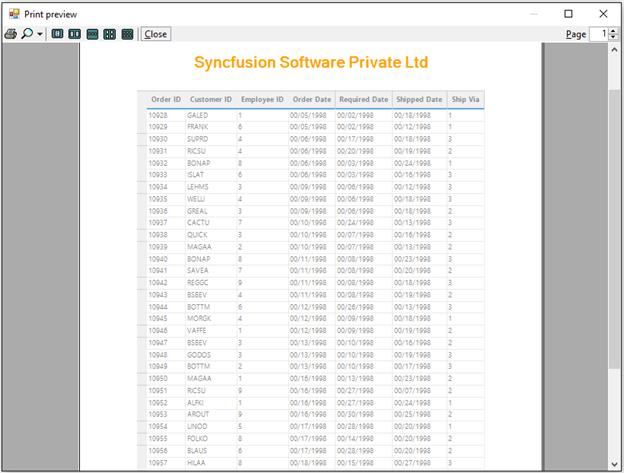 Print preview
Close
Page 1
Syncfusion Software Private Ltd
Order ID Customer ID Employee ID Order Date Required Date Shipped Date Ship Via
10928 GALED 1 00/05/1998 00/02/1998 00/18/1998 1
10929 FRANK 6 00/05/1998 00/02/1998 00/12/1998 1
10930 SUPRD 4 00/06/1998 00/17/1998 00/18/1998 3
10931 RICSU 4 00/06/1998 00/20/1998 00/19/1998 2
10932 BONAP 8 00/06/1998 00/03/1998 00/24/1998 1
10933 ISLAT 6 00/06/1998 00/03/1998 00/16/1998 3
10934 LEHMS 3 00/09/1998 00/06/1998 00/12/1998 3
10935 WELLI 4 00/09/1998 00/06/1998 00/18/1998 3
10936 GREAL 3 00/09/1998 00/06/1998 00/18/1998 2
10937 CACTU 7 00/10/1998 00/24/1998 00/13/1998 3
10938 QUICK 3 00/10/1998 00/07/1998 00/16/1998 2
10939 MAGAA 2 00/10/1998 00/07/1998 00/13/1998 2
10940 BONAP 8 00/11/1998 00/08/1998 00/23/1998 3
10941 SAVEA 7 00/11/1998 00/08/1998 00/20/1998 2
10942 REGGC 9 00/11/1998 00/08/1998 00/18/1998 3
10943 BSBEV 4 00/11/1998 00/08/1998 00/19/1998 2
10944 BOTTM 6 00/12/1998 00/26/1998 00/13/1998 3
10945 MORGK 4 00/12/1998 00/09/1998 00/18/1998 1
10946 VAFFE 1 00/12/1998 00/09/1998 00/19/1998 2
10947 BSBEV 3 00/13/1998 00/10/1998 00/16/1998 2
10948 GODOS 3 00/13/1998 00/10/1998 00/19/1998 3
10949 BOTTM 2 00/13/1998 00/10/1998 00/17/1998 3
10950 MAGAA 1 00/16/1998 00/13/1998 00/23/1998 2
10951 RICSU 9 00/16/1998 00/27/1998 00/07/1998 2
10952 ALFKI 1 00/16/1998 00/27/1998 00/24/1998 1
10953 AROUT 9 00/16/1998 00/30/1998 00/25/1998 2
10954 LINOD 5 00/17/1998 00/28/1998 00/20/1998 1
10955 FOLKO 8 00/17/1998 00/14/1998 00/20/1998 2
10956 BLAUS 6 00/17/1998 00/28/1998 00/20/1998 2
10957 HILAA 8 00/18/1998 00/15/1998 00/27/1998 3